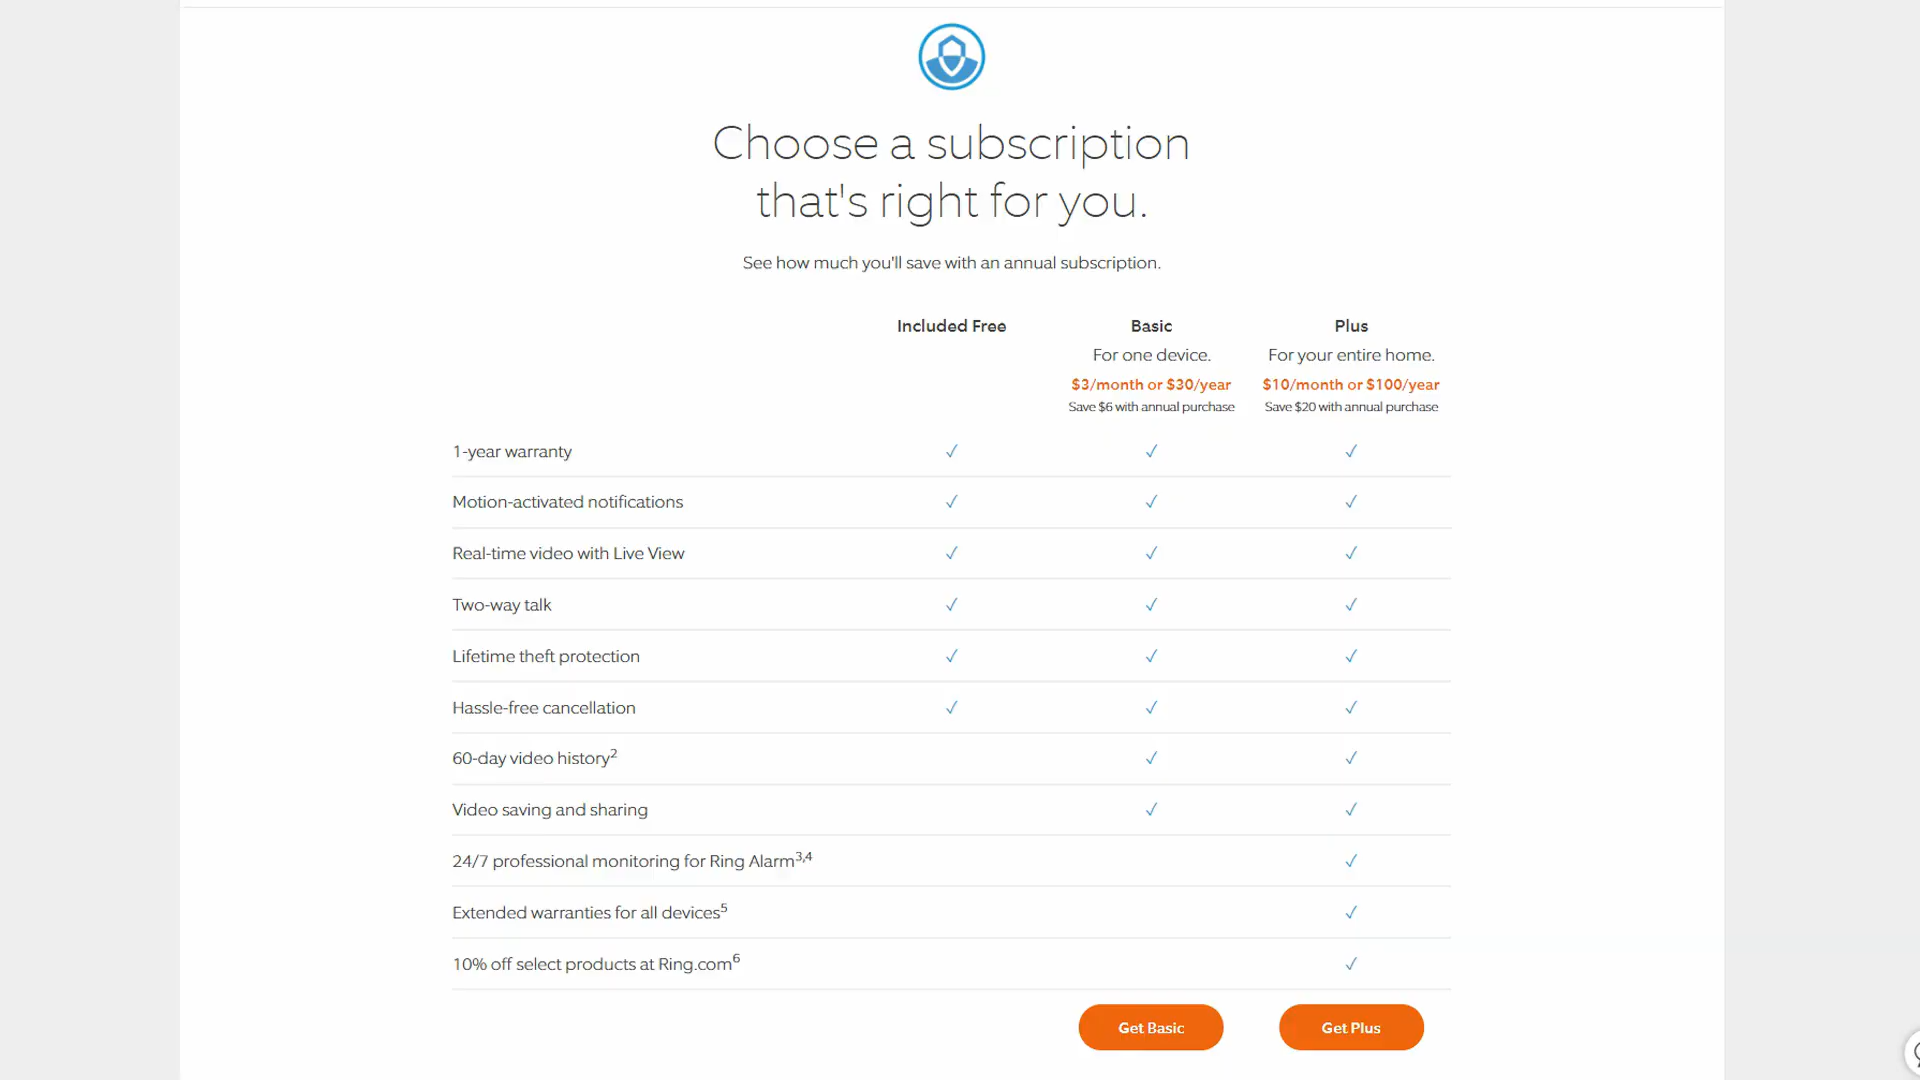 Choose a subscription
that's right for you.
See how much you'll save with an annual subscription.
Included Free Basic Plus
For one device. For your entire home.
$3/month or $30/year $10/month or $100/year
Save $6 with annual purchase Save $20 with annual purchase
1-year warranty ✓ ✓ ✓
Motion-activated notifications ✓ ✓ ✓
Real-time video with Live View ✓ ✓ ✓
Two-way talk ✓ ✓ ✓
Lifetime theft protection ✓ ✓ ✓
Hassle-free cancellation ✓ ✓ ✓
60-day video history² ✓ ✓
Video saving and sharing ✓ ✓
24/7 professional monitoring for Ring Alarm³,⁴ ✓
Extended warranties for all devices⁵ ✓
10% off select products at Ring.com⁶ ✓
Get Basic Get Plus